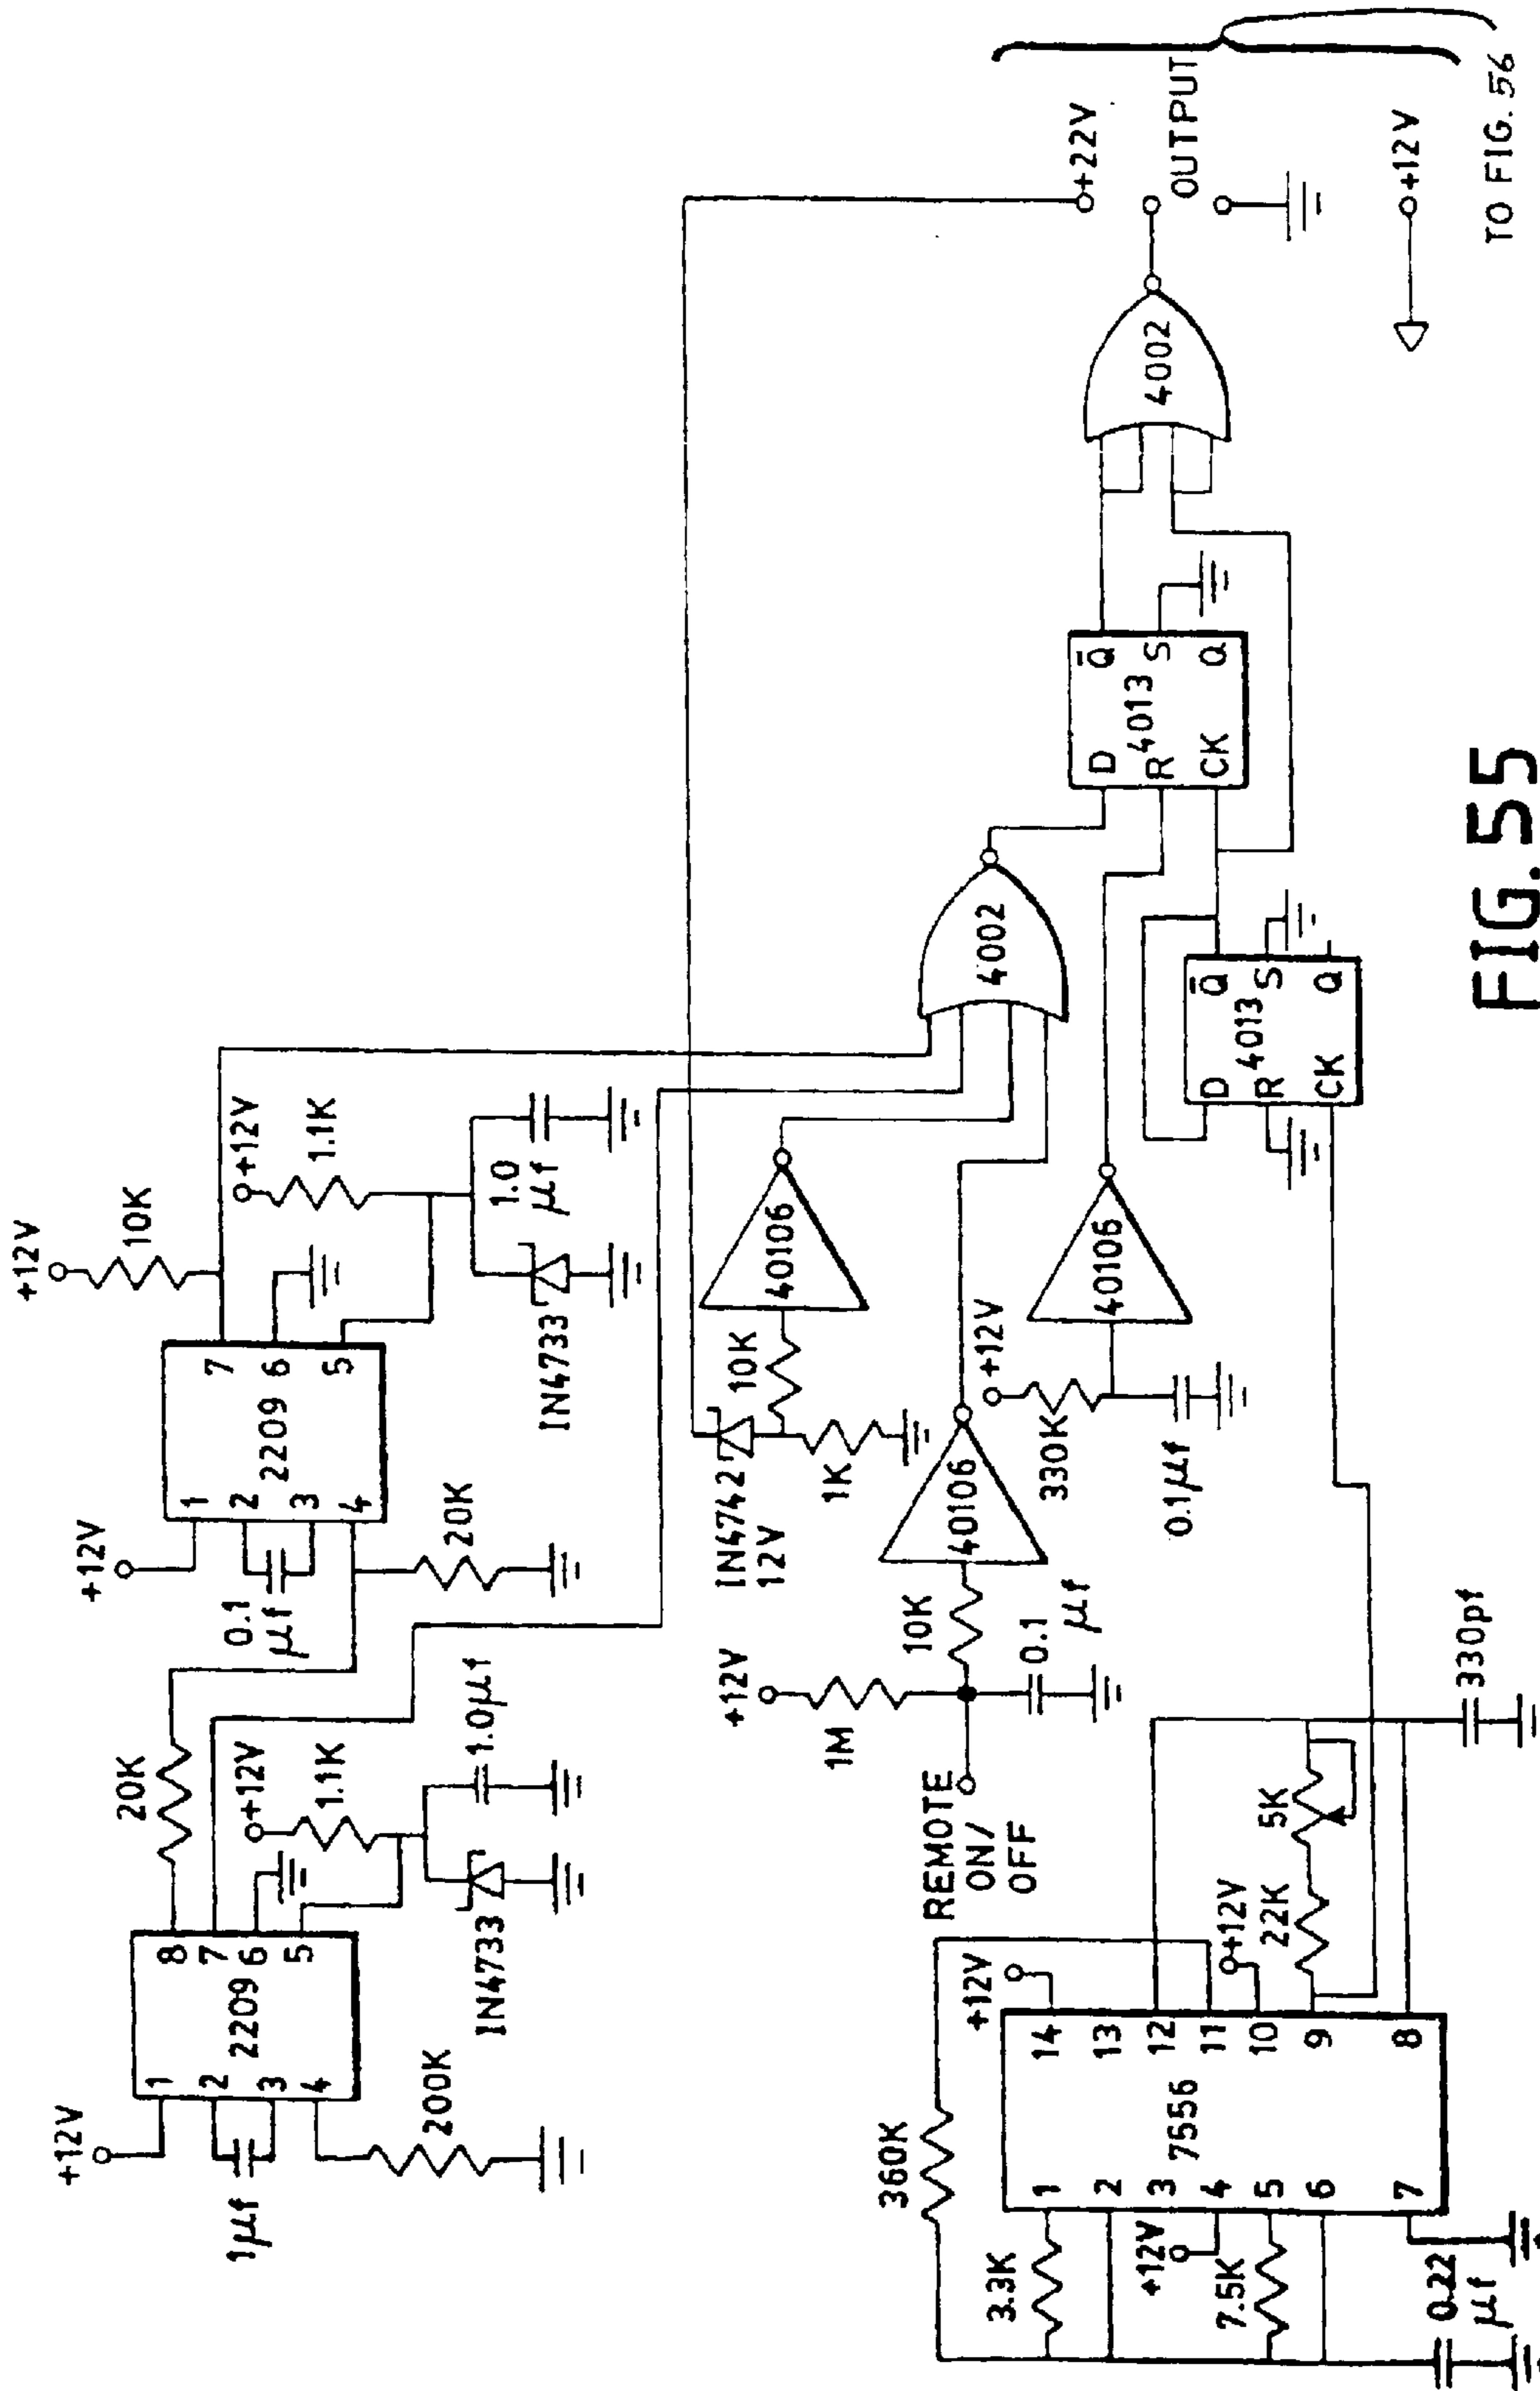 +12V
10K
+12V
1.1K
1.0
µf
IN4733
+12V
1
2
3
4
2209
7
6
5
0.1
µf
20K
20K
+12V
1.1K
1.0µf
IN4733
+12V
1
2
3
4
2209
8
7
6
5
1µf
200K
+22V
OUTPUT
+12V
TO FIG. 56
4002
Q̄
S
Q
4013
D
R
CK
4002
40106
10K
IN4742
12V
1K
40106
+12V
330K
0.1µf
Q̄
S
Q
4013
D
R
CK
40106
10K
+12V
1M
0.1
µf
REMOTE
ON/
OFF
360K
+12V
14
13
12
11
10
9
8
7556
1
2
3
4
5
6
7
3.3K
+12V
7.5K
0.22
µf
+12V
22K
5K
330pf
FIG. 55